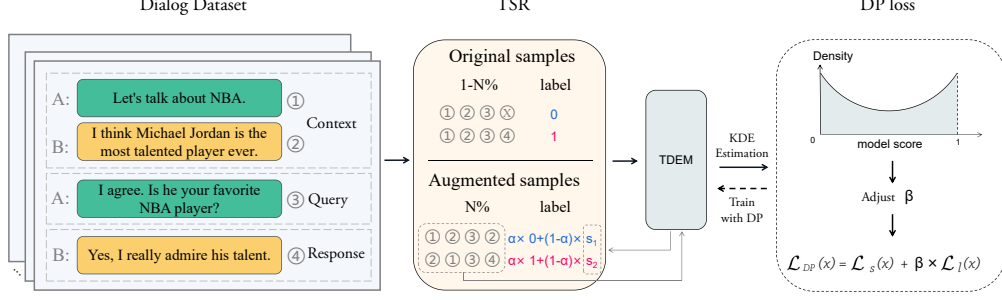 Dialog Dataset
TSR
DP loss
A:
Let's talk about NBA.
①
B:
I think Michael Jordan is the
most talented player ever.
②
Context
A:
I agree. Is he your favorite
NBA player?
③ Query
B:
Yes, I really admire his talent.
④ Response
...
Original samples
1-N% label
① ② ③ 𝕏 0
① ② ③ ④ 1
Augmented samples
N% label
① ② ③ ② α× 0+(1-α)× s₁
② ① ③ ④ α× 1+(1-α)× s₂
TDEM
KDE
Estimation
Train
with DP
Density
0 model score 1
Adjust β
ℒ_DP(x) = ℒ_s(x) + β × ℒ_l(x)